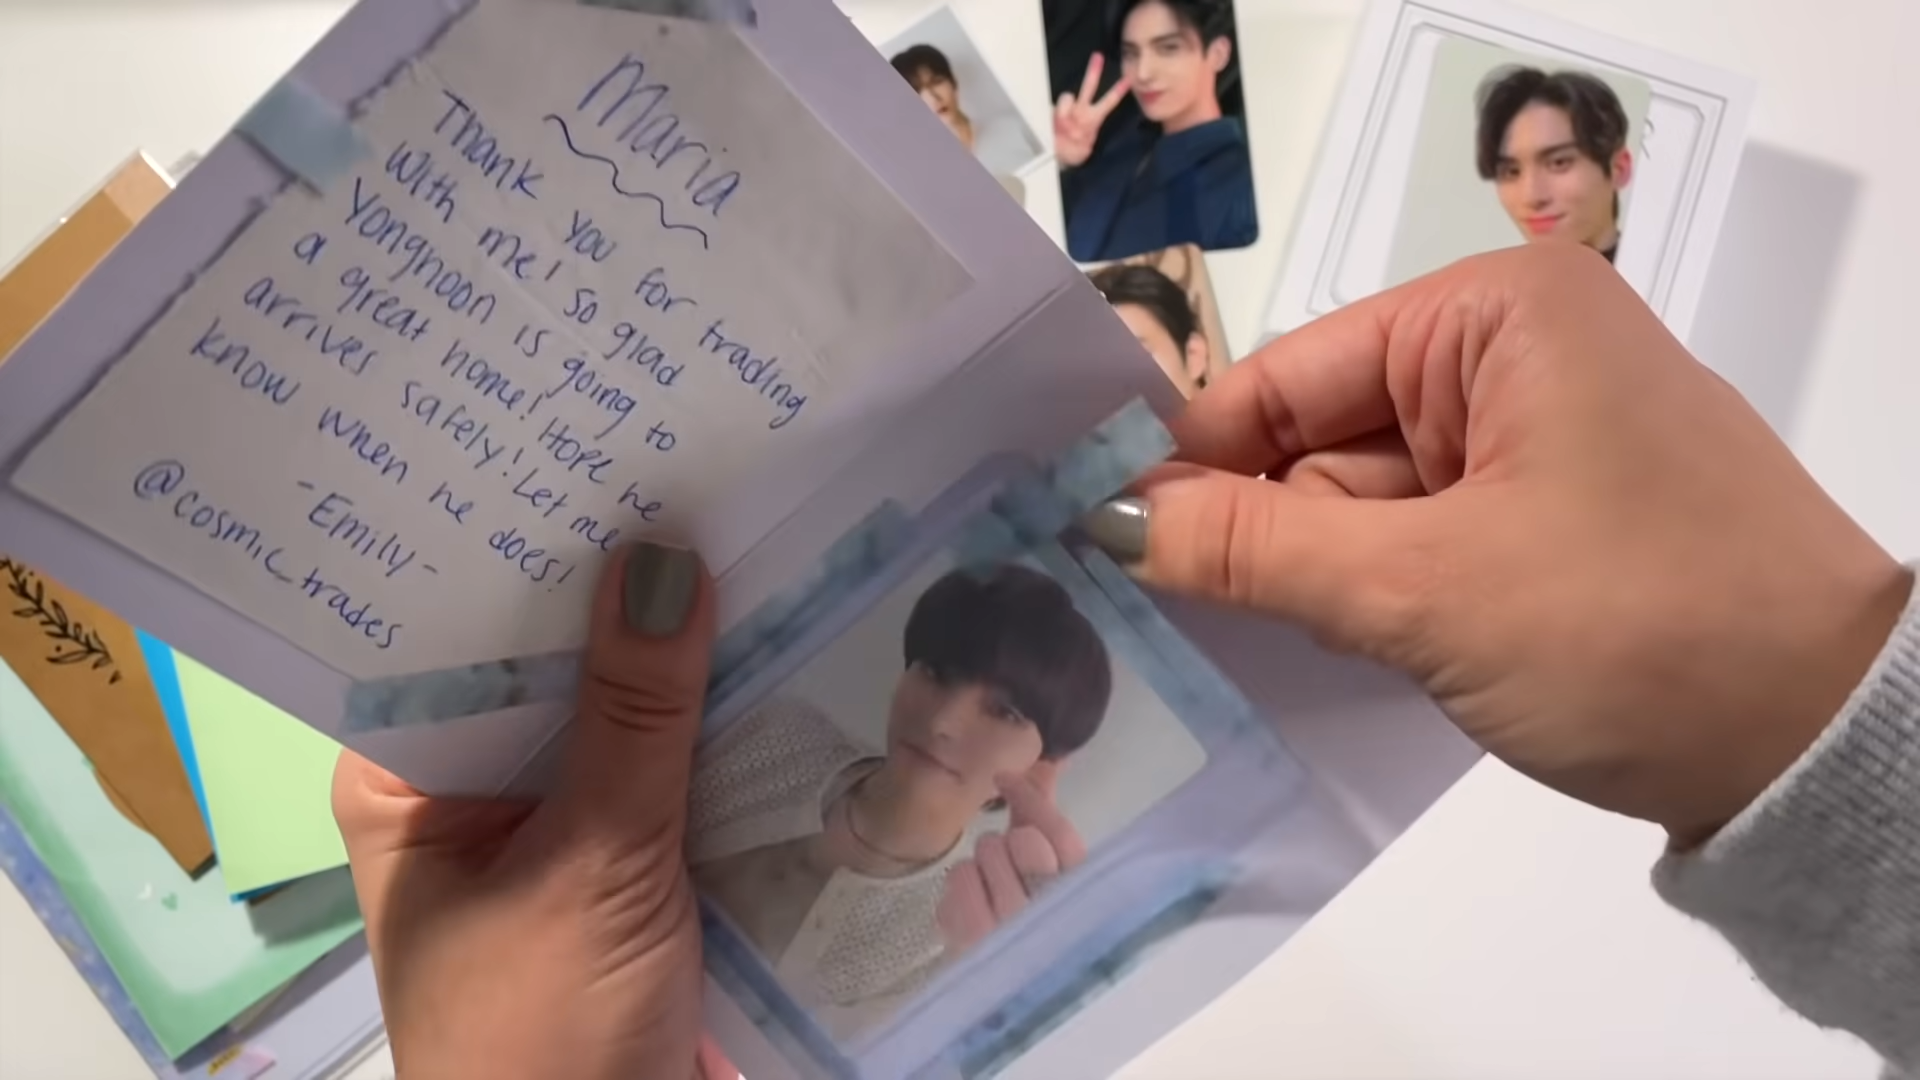 Maria
Thank you for trading
with me! So glad
Yonghoon is going to
a great home! Hope he
arrives safely! Let me
know when he does!
-Emily-
@cosmic_trades